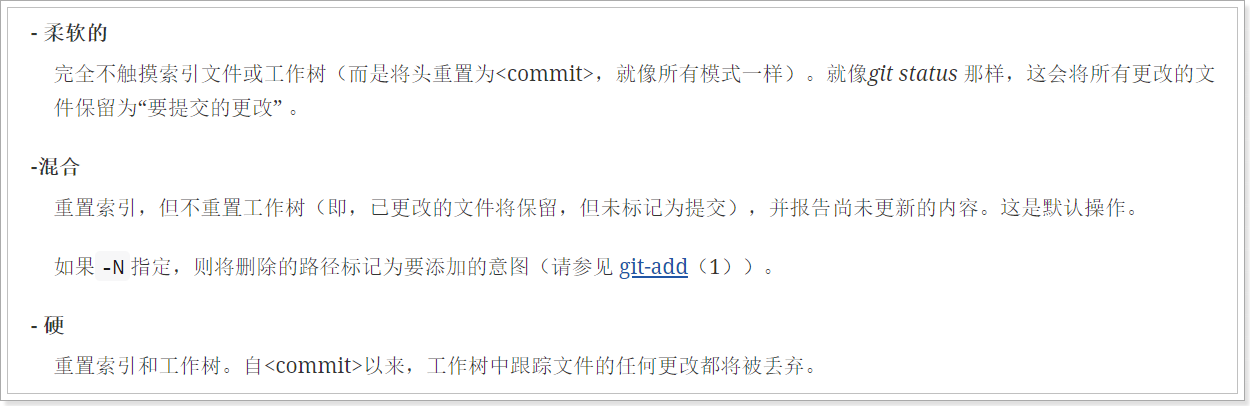 - 柔软的
完全不触摸索引文件或工作树（而是将头重置为<commit>，就像所有模式一样）。就像git status 那样，这会将所有更改的文
件保留为“要提交的更改” 。
-混合
重置索引，但不重置工作树（即，已更改的文件将保留，但未标记为提交），并报告尚未更新的内容。这是默认操作。
如果 -N 指定，则将删除的路径标记为要添加的意图（请参见 git-add（1））。
- 硬
重置索引和工作树。自<commit>以来，工作树中跟踪文件的任何更改都将被丢弃。